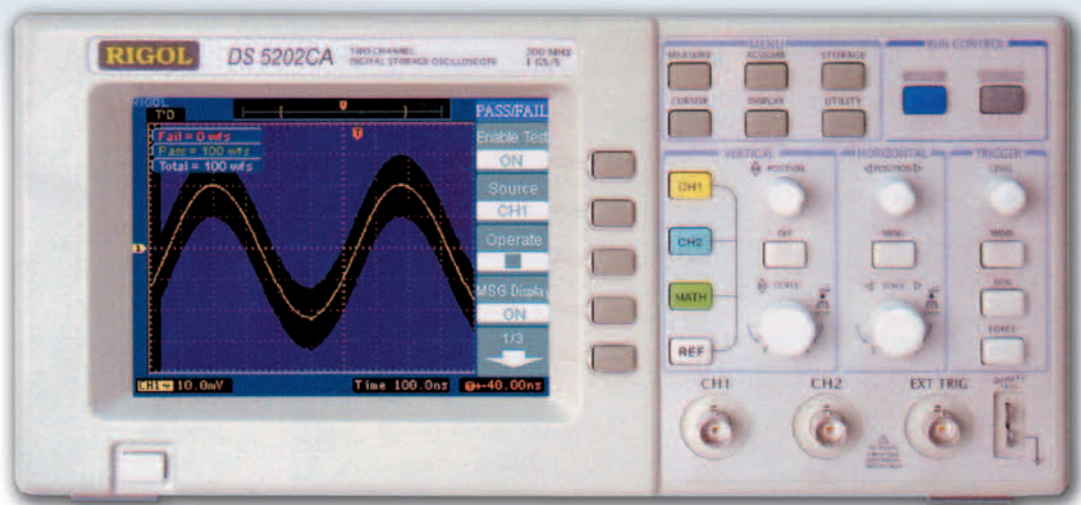 RIGOL DS 5202CA TWO CHANNEL 200 MHz
DIGITAL STORAGE OSCILLOSCOPE 1 GS/S
RIGOL
T'D
Fail = 0 wfs
Pass = 100 wfs
Total = 100 wfs
T
1
CH1 10.0mV Time 100.0ns T→-40.00ns
PASS/FAIL
Enable Test
ON
Source
CH1
Operate
MSG Display
ON
1/3
MENU
MEASURE ACQUIRE STORAGE
CURSOR DISPLAY UTILITY
RUN CONTROL
VERTICAL HORIZONTAL TRIGGER
POSITION POSITION LEVEL
CH1
CH2
MATH
REF
OFF MENU MENU
SCALE SCALE
FORCE
CH1 CH2 EXT TRIG